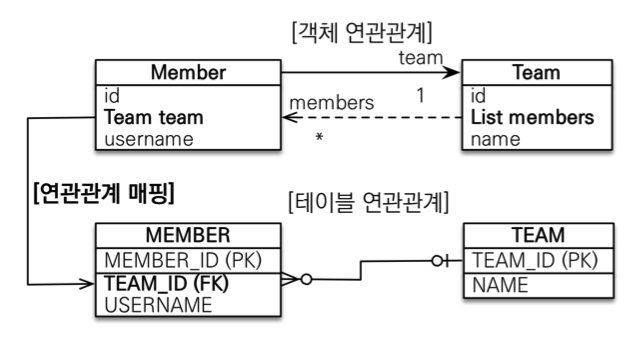 [객체 연관관계]
team
Member
id
Team team
username
members
1
*
Team
id
List members
name
[연관관계 매핑]
[테이블 연관관계]
MEMBER
MEMBER_ID (PK)
TEAM_ID (FK)
USERNAME
TEAM
TEAM_ID (PK)
NAME